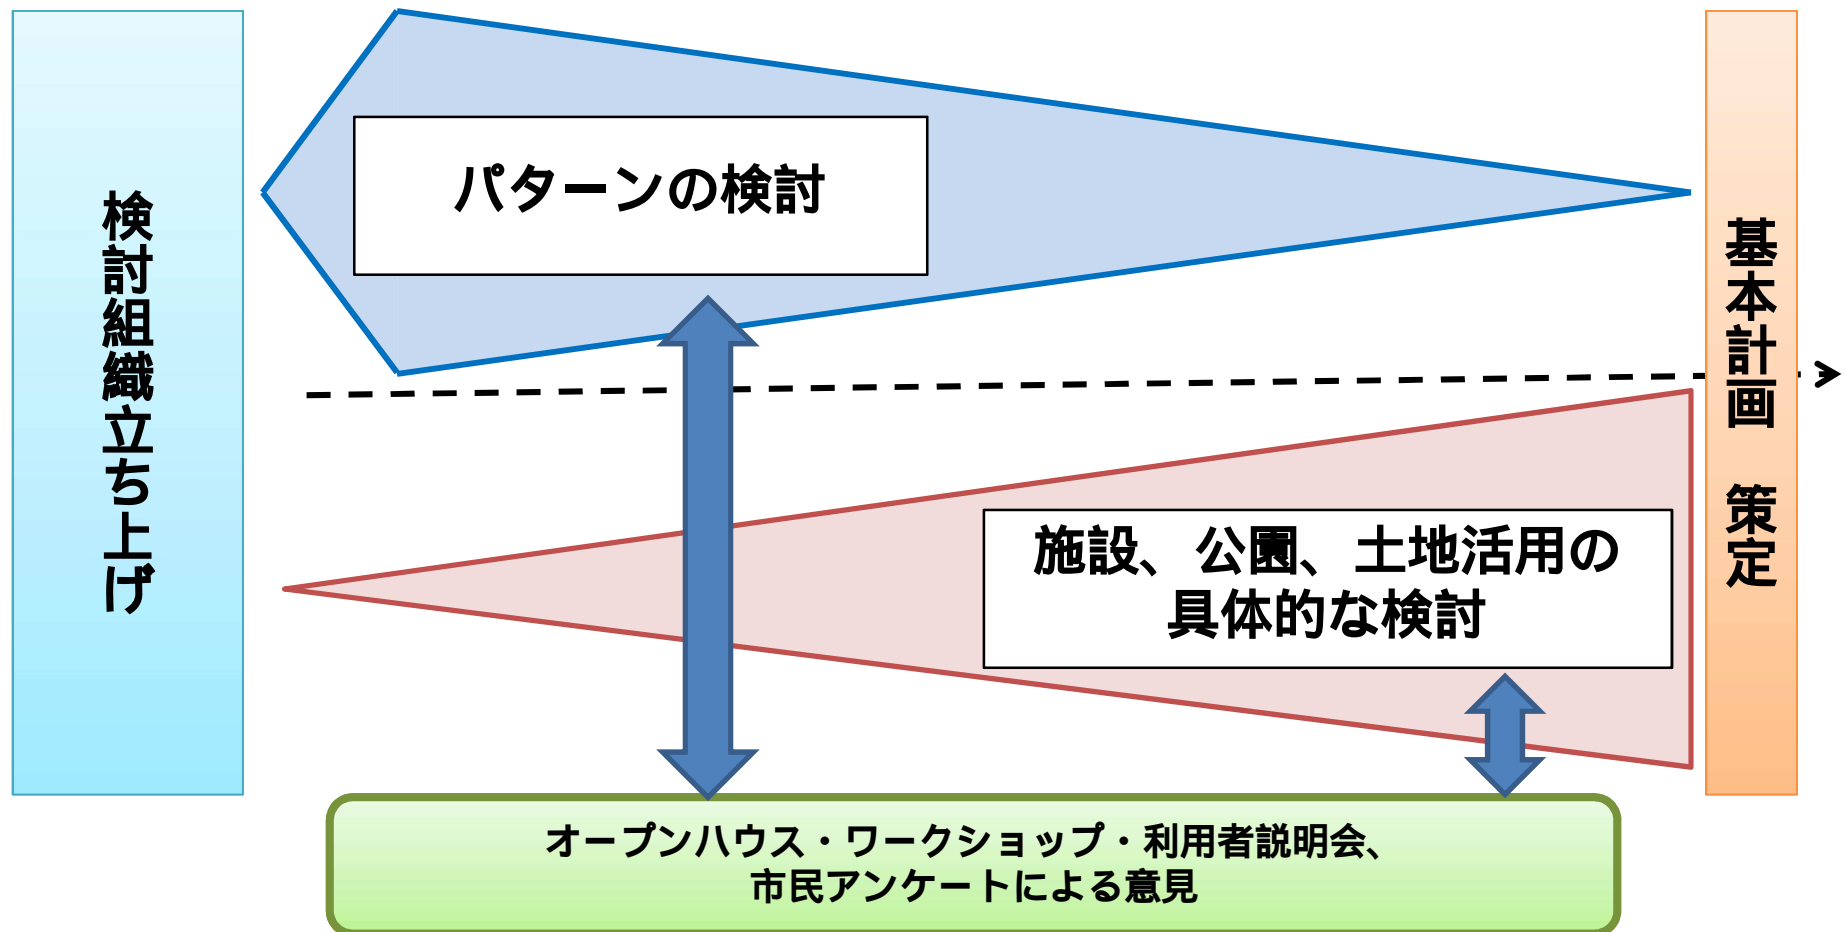 検討組織立ち上げ
パターンの検討
施設、公園、土地活用の
具体的な検討
基本計画　策定
オープンハウス・ワークショップ・利用者説明会、
市民アンケートによる意見